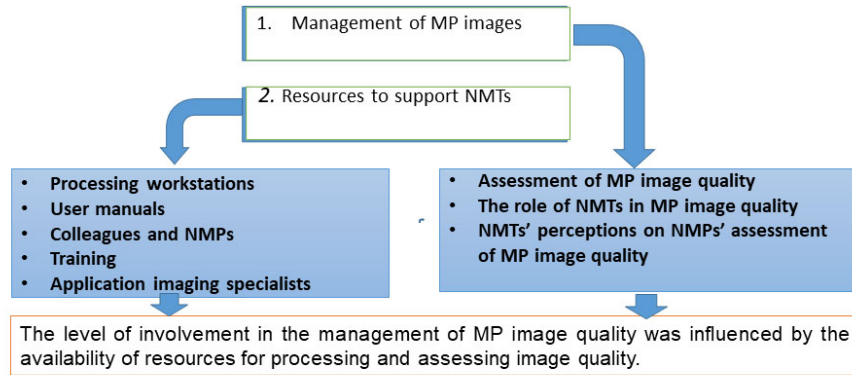 1. Management of MP images
2. Resources to support NMTs
• Processing workstations
• User manuals
• Colleagues and NMPs
• Training
• Application imaging specialists
• Assessment of MP image quality
• The role of NMTs in MP image quality
• NMTs’ perceptions on NMPs’ assessment
of MP image quality
The level of involvement in the management of MP image quality was influenced by the
availability of resources for processing and assessing image quality.